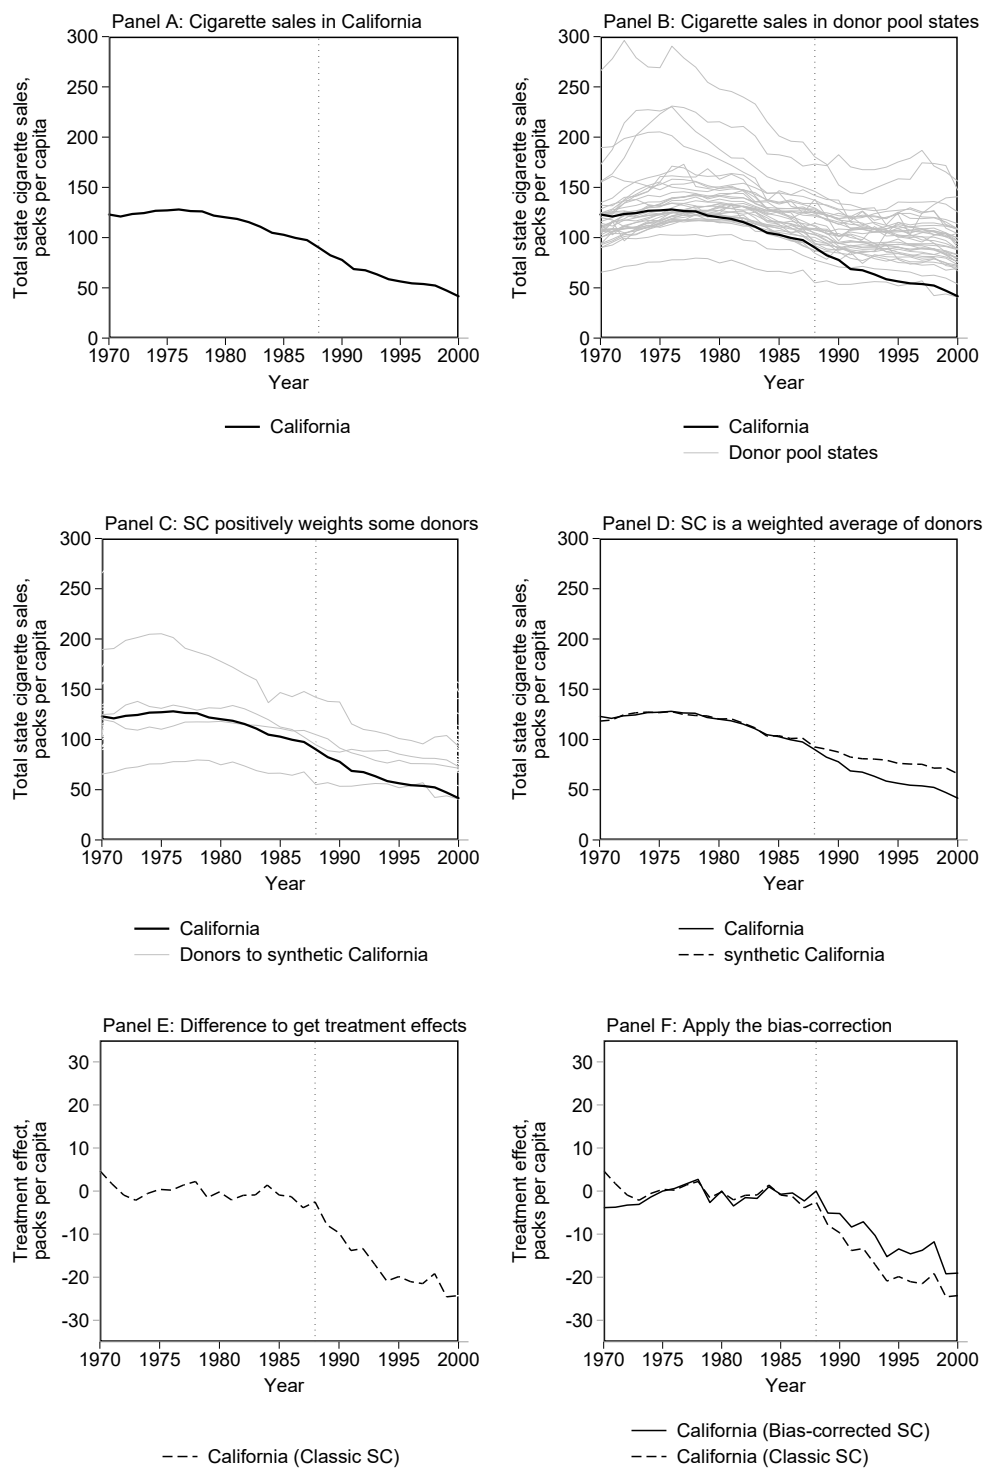 Panel A: Cigarette sales in California
Total state cigarette sales,
packs per capita
300
250
200
150
100
50
0
1970 1975 1980 1985 1990 1995 2000
Year
California
Panel B: Cigarette sales in donor pool states
Total state cigarette sales,
packs per capita
300
250
200
150
100
50
0
1970 1975 1980 1985 1990 1995 2000
Year
California
Donor pool states
Panel C: SC positively weights some donors
Total state cigarette sales,
packs per capita
300
250
200
150
100
50
0
1970 1975 1980 1985 1990 1995 2000
Year
California
Donors to synthetic California
Panel D: SC is a weighted average of donors
Total state cigarette sales,
packs per capita
300
250
200
150
100
50
0
1970 1975 1980 1985 1990 1995 2000
Year
California
synthetic California
Panel E: Difference to get treatment effects
Treatment effect,
packs per capita
30
20
10
0
-10
-20
-30
1970 1975 1980 1985 1990 1995 2000
Year
California (Classic SC)
Panel F: Apply the bias-correction
Treatment effect,
packs per capita
30
20
10
0
-10
-20
-30
1970 1975 1980 1985 1990 1995 2000
Year
California (Bias-corrected SC)
California (Classic SC)